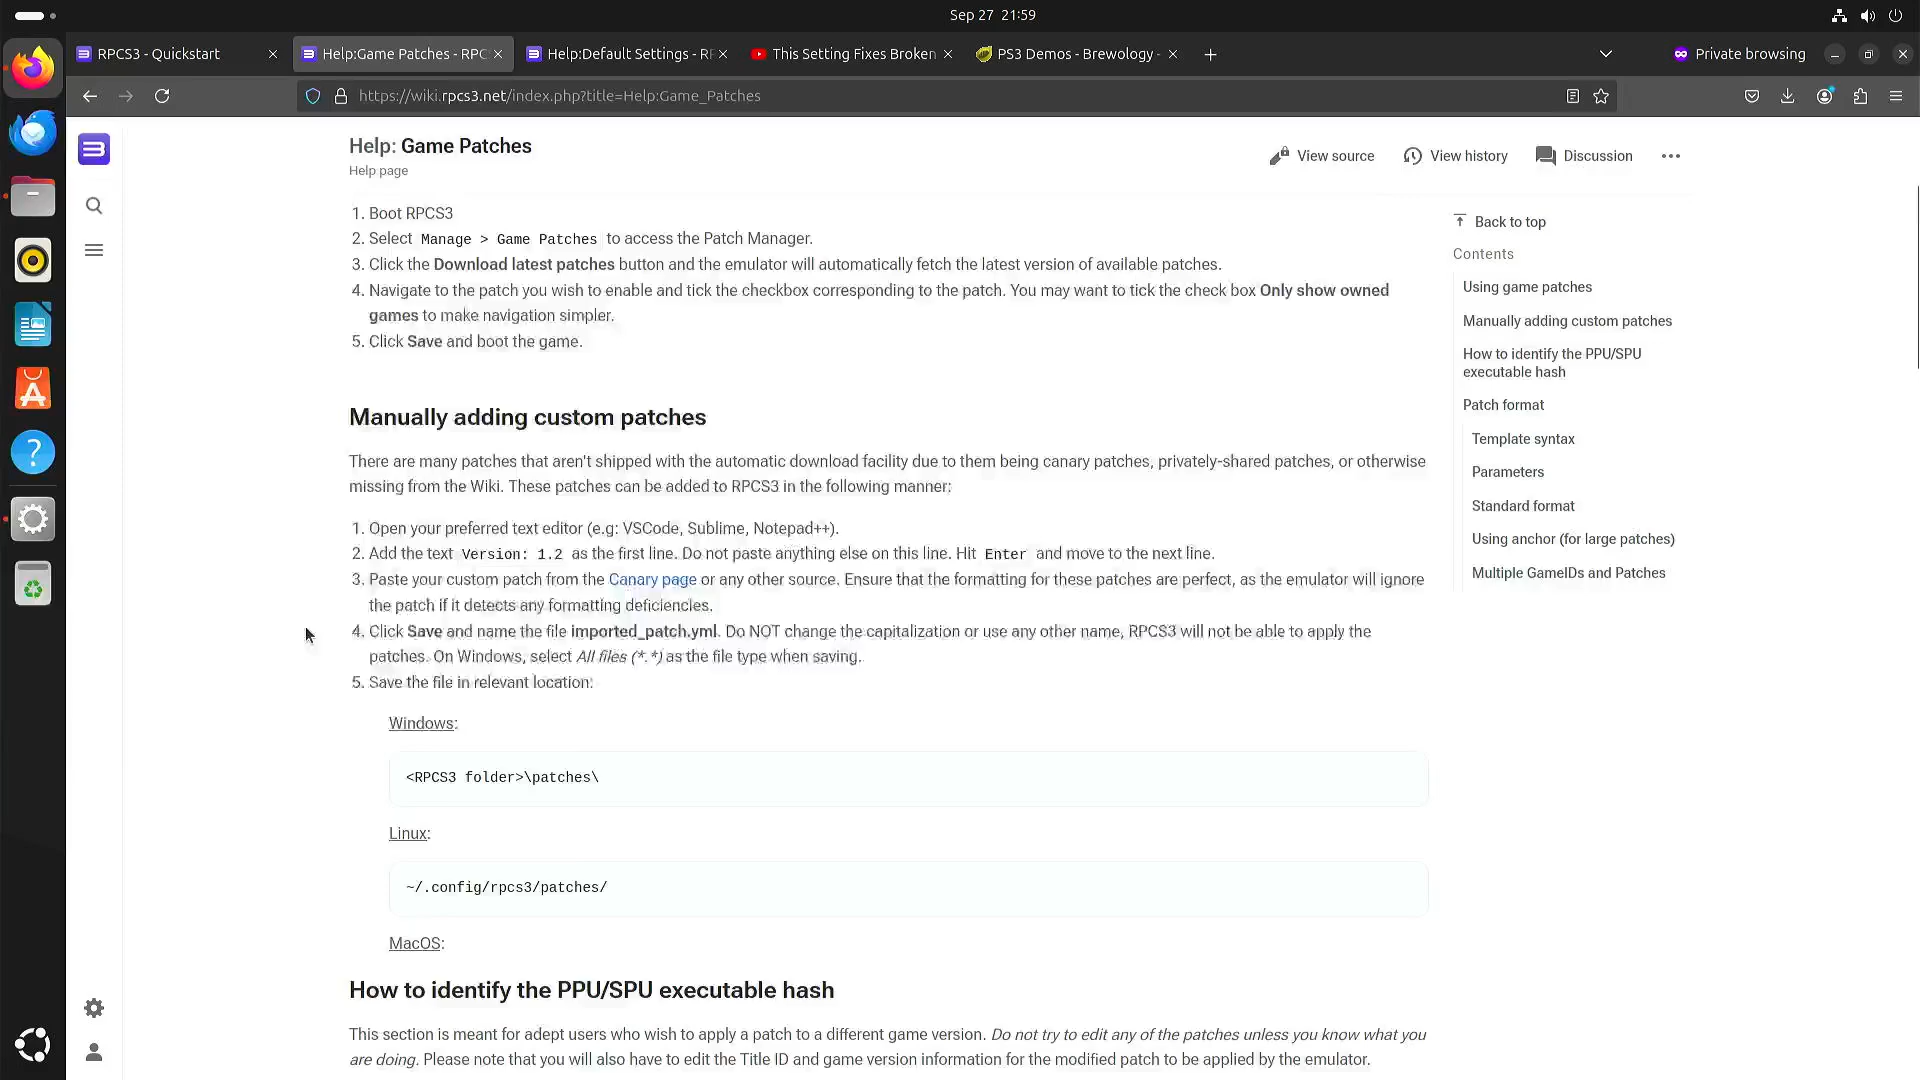 Sep 27 21:59
RPCS3 - Quickstart
Help:Game Patches - RPC
Help:Default Settings - RF
This Setting Fixes Broken
PS3 Demos - Brewology -
Private browsing
https://wiki.rpcs3.net/index.php?title=Help:Game_Patches
Help: Game Patches
Help page
View source
View history
Discussion
1. Boot RPCS3
2. Select Manage > Game Patches to access the Patch Manager.
3. Click the Download latest patches button and the emulator will automatically fetch the latest version of available patches.
4. Navigate to the patch you wish to enable and tick the checkbox corresponding to the patch. You may want to tick the check box Only show owned
games to make navigation simpler.
5. Click Save and boot the game.
Manually adding custom patches
There are many patches that aren't shipped with the automatic download facility due to them being canary patches, privately-shared patches, or otherwise
missing from the Wiki. These patches can be added to RPCS3 in the following manner:
1. Open your preferred text editor (e.g: VSCode, Sublime, Notepad++).
2. Add the text Version: 1.2 as the first line. Do not paste anything else on this line. Hit Enter and move to the next line.
3. Paste your custom patch from the Canary page or any other source. Ensure that the formatting for these patches are perfect, as the emulator will ignore
the patch if it detects any formatting deficiencies.
4. Click Save and name the file imported_patch.yml. Do NOT change the capitalization or use any other name, RPCS3 will not be able to apply the
patches. On Windows, select All files (*.*) as the file type when saving.
5. Save the file in relevant location:
Windows:
<RPCS3 folder>\patches\
Linux:
~/.config/rpcs3/patches/
MacOS:
How to identify the PPU/SPU executable hash
This section is meant for adept users who wish to apply a patch to a different game version. Do not try to edit any of the patches unless you know what you
are doing. Please note that you will also have to edit the Title ID and game version information for the modified patch to be applied by the emulator.
Back to top
Contents
Using game patches
Manually adding custom patches
How to identify the PPU/SPU
executable hash
Patch format
Template syntax
Parameters
Standard format
Using anchor (for large patches)
Multiple GameIDs and Patches